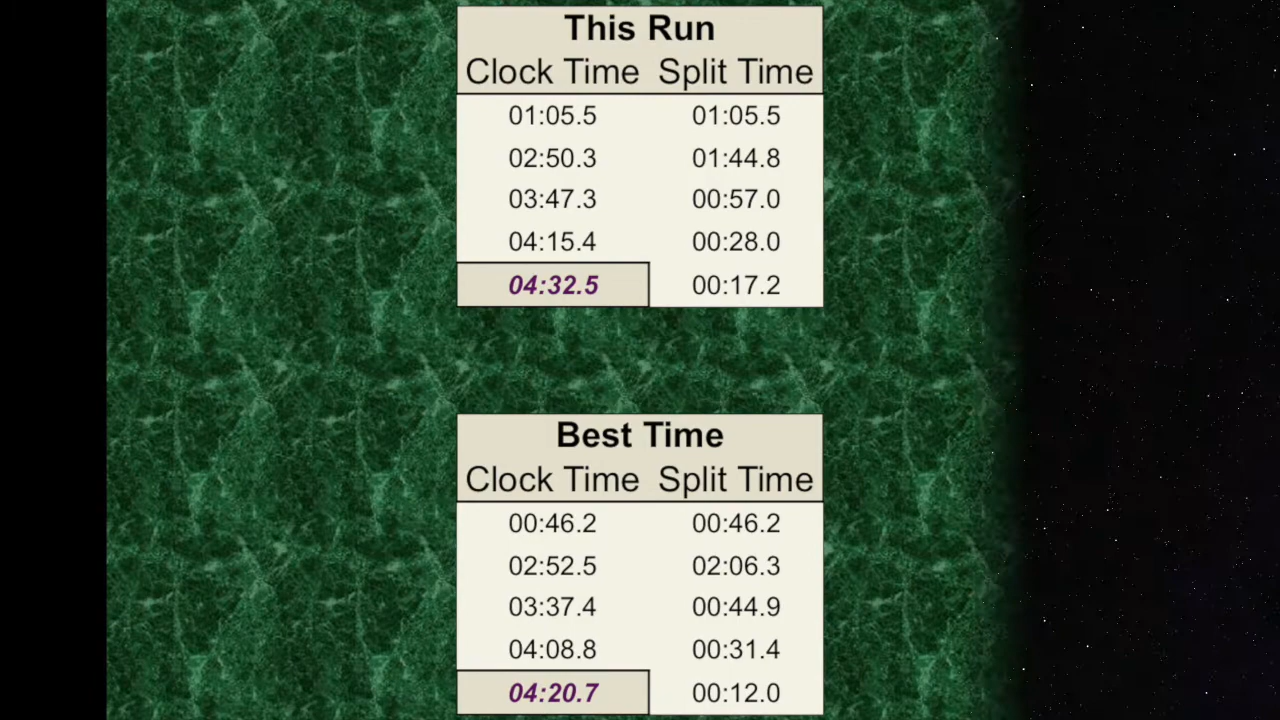 This Run
Clock Time Split Time
01:05.5 01:05.5
02:50.3 01:44.8
03:47.3 00:57.0
04:15.4 00:28.0
04:32.5 00:17.2
Best Time
Clock Time Split Time
00:46.2 00:46.2
02:52.5 02:06.3
03:37.4 00:44.9
04:08.8 00:31.4
04:20.7 00:12.0